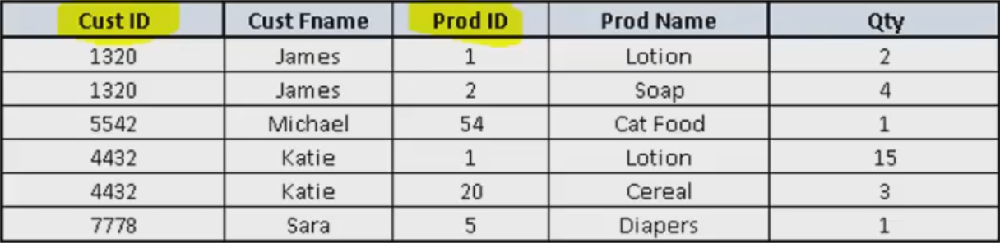 Cust ID Cust Fname Prod ID Prod Name Qty
1320 James 1 Lotion 2
1320 James 2 Soap 4
5542 Michael 54 Cat Food 1
4432 Katie 1 Lotion 15
4432 Katie 20 Cereal 3
7778 Sara 5 Diapers 1